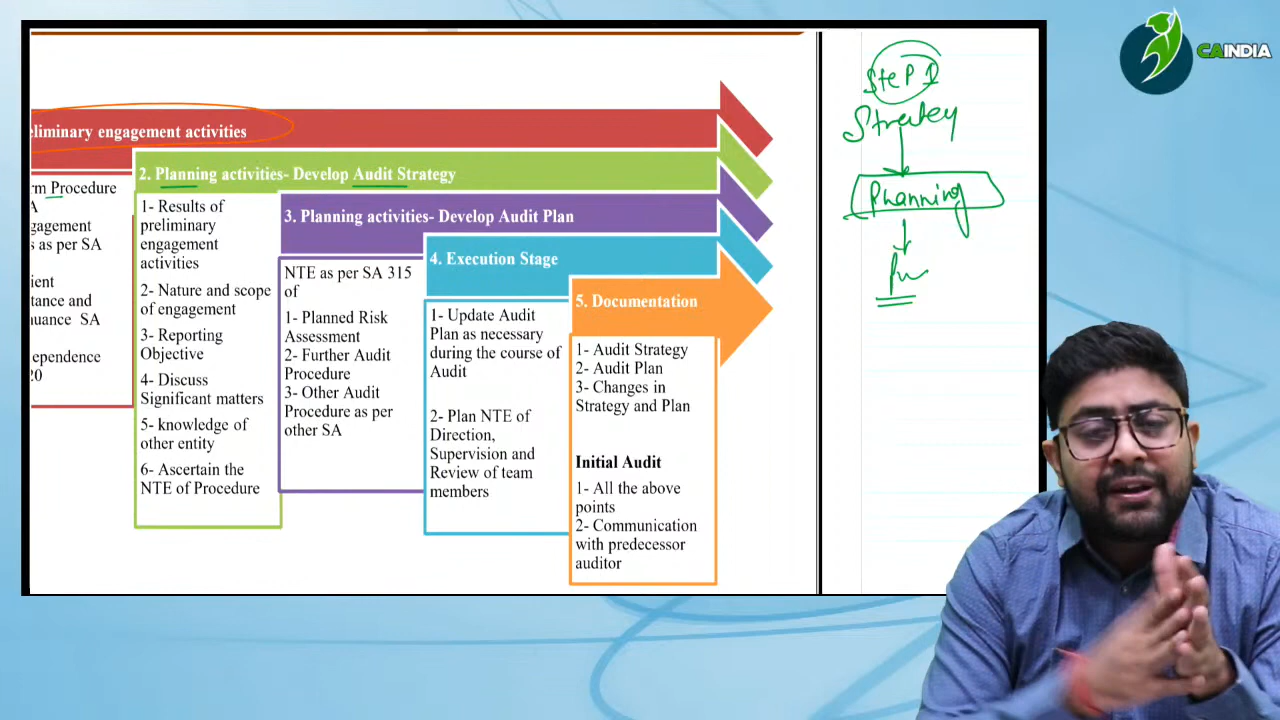 eliminary engagement activities
rm Procedure
A
gagement
s as per SA
ient
tance and
nuance SA
ependence
20
2. Planning activities- Develop Audit Strategy
1- Results of
preliminary
engagement
activities
2- Nature and scope
of engagement
3- Reporting
Objective
4- Discuss
Significant matters
5- knowledge of
other entity
6- Ascertain the
NTE of Procedure
3. Planning activities- Develop Audit Plan
NTE as per SA 315
of
1- Planned Risk
Assessment
2- Further Audit
Procedure
3- Other Audit
Procedure as per
other SA
4. Execution Stage
1- Update Audit
Plan as necessary
during the course of
Audit
2- Plan NTE of
Direction,
Supervision and
Review of team
members
5. Documentation
1- Audit Strategy
2- Audit Plan
3- Changes in
Strategy and Plan
Initial Audit
1- All the above
points
2- Communication
with predecessor
auditor
Step 1
Strategy
Planning
CAINDIA